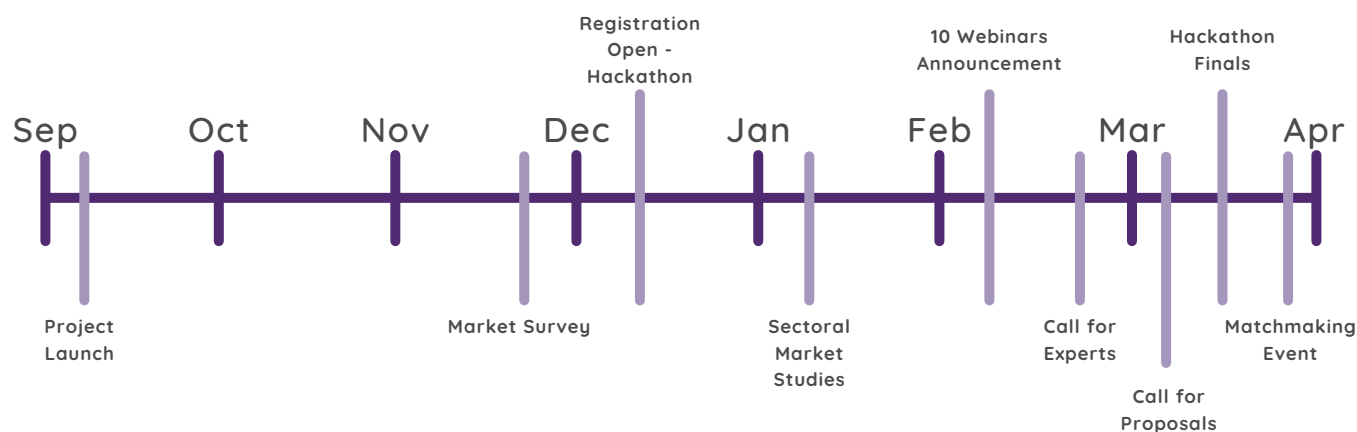 Registration
Open -
Hackathon
10 Webinars
Announcement
Hackathon
Finals
Sep
Oct
Nov
Dec
Jan
Feb
Mar
Apr
Project
Launch
Market Survey
Sectoral
Market
Studies
Call for
Experts
Matchmaking
Event
Call for
Proposals